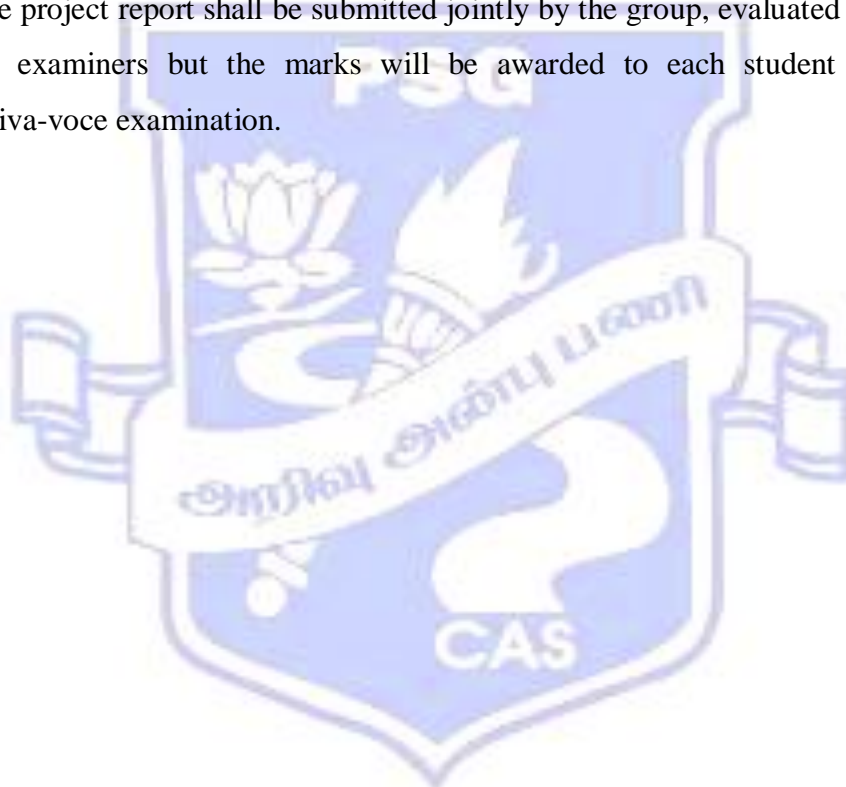 e project report shall be submitted jointly by the group, evaluated
PSG
examiners but the marks will be awarded to each student
iva-voce examination.
அறிவு அன்பு பணி
CAS